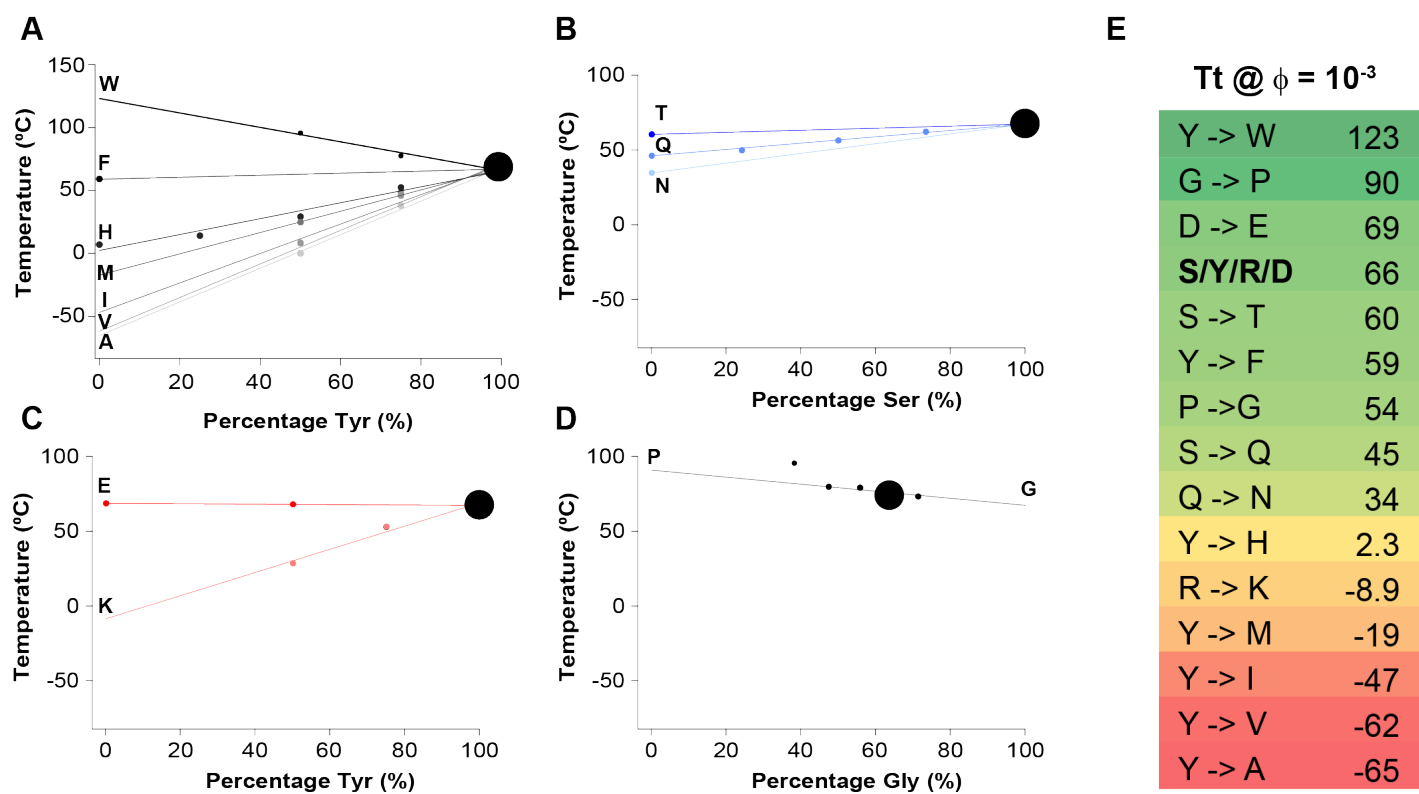 A
150
100
50
0
-50
Temperature (ºC)
W
F
H
M
I
V
A
0 20 40 60 80 100
Percentage Tyr (%)
B
100
50
0
-50
Temperature (ºC)
T
Q
N
0 20 40 60 80 100
Percentage Ser (%)
C
100
50
0
-50
Temperature (ºC)
E
K
0 20 40 60 80 100
Percentage Tyr (%)
D
100
50
0
-50
Temperature (ºC)
P
G
0 20 40 60 80 100
Percentage Gly (%)
E
Tt @ ϕ = 10⁻³
Y -> W 123
G -> P 90
D -> E 69
S/Y/R/D 66
S -> T 60
Y -> F 59
P ->G 54
S -> Q 45
Q -> N 34
Y -> H 2.3
R -> K -8.9
Y -> M -19
Y -> I -47
Y -> V -62
Y -> A -65